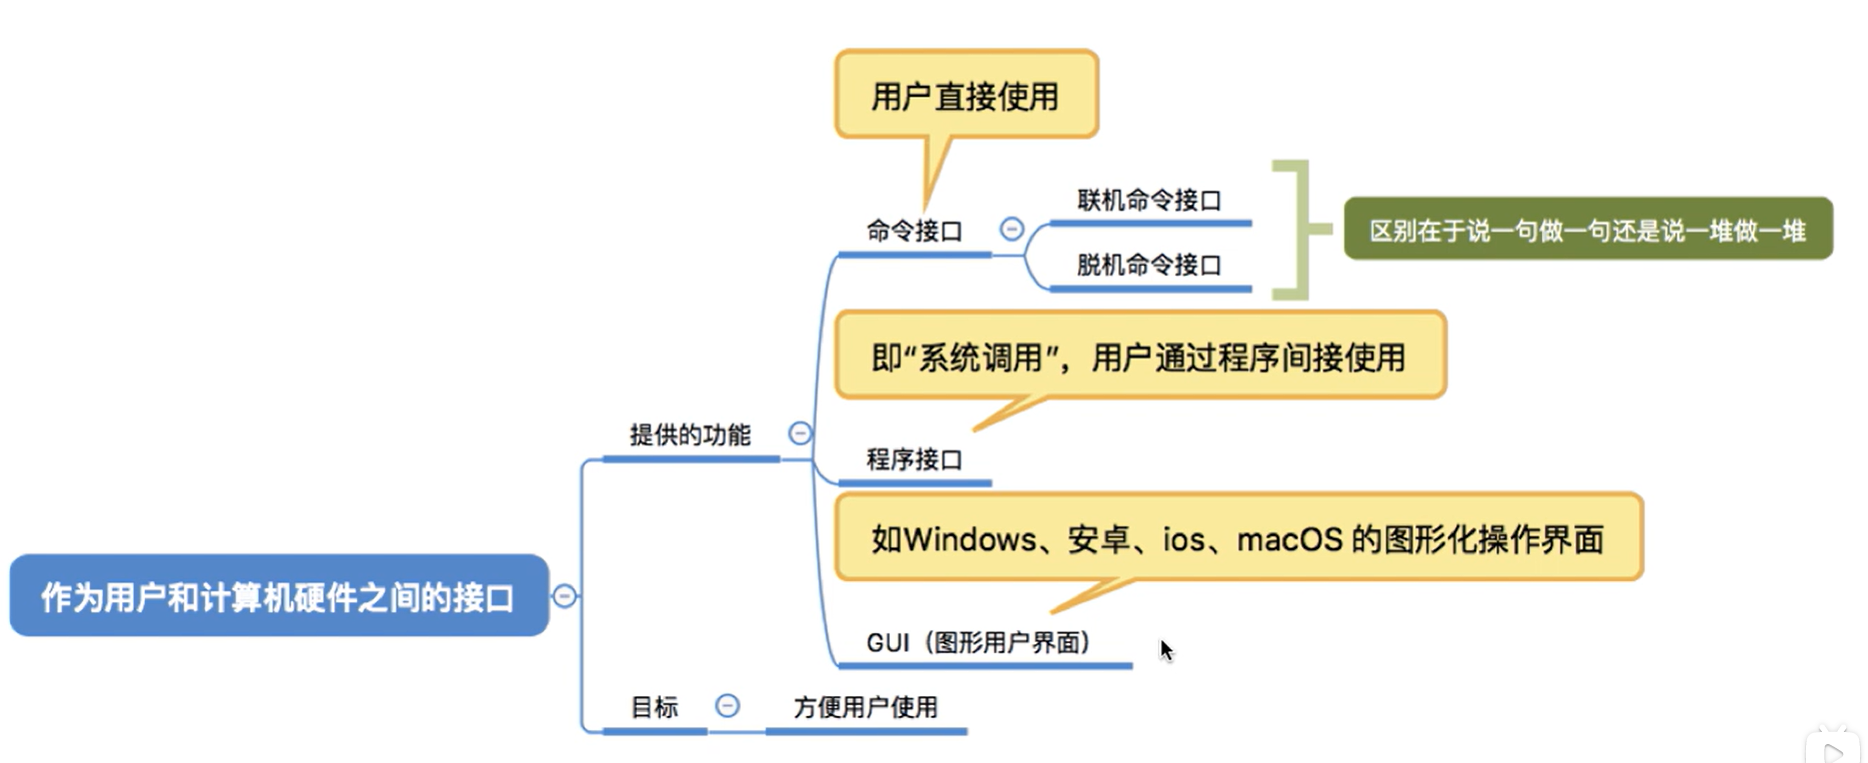 用户直接使用
命令接口
联机命令接口
脱机命令接口
区别在于说一句做一句还是说一堆做一堆
即“系统调用”，用户通过程序间接使用
提供的功能
程序接口
如Windows、安卓、ios、macOS 的图形化操作界面
作为用户和计算机硬件之间的接口
GUI（图形用户界面）
目标
方便用户使用